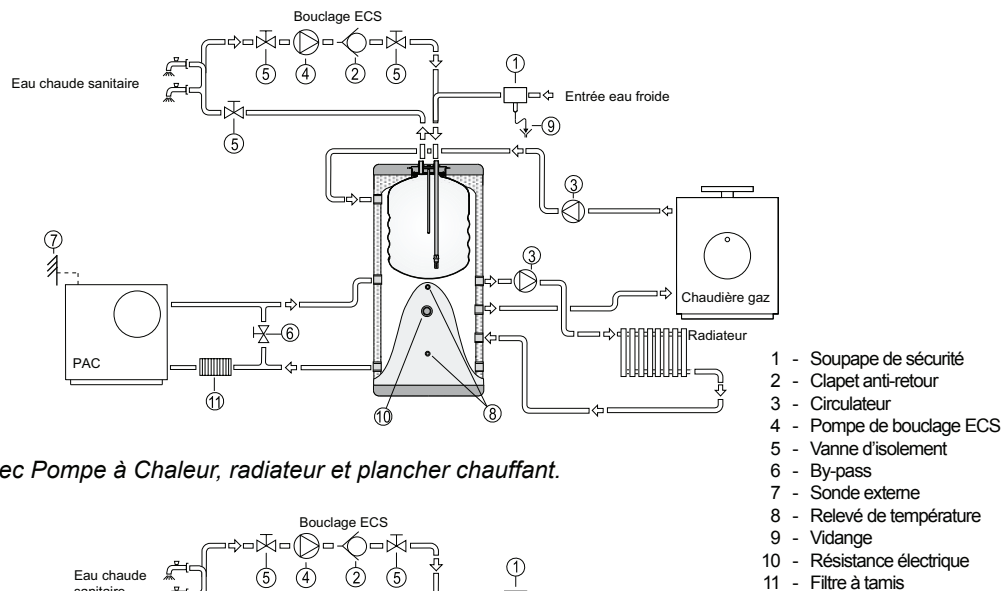 Bouclage ECS
Eau chaude sanitaire
5
4
2
5
1
Entrée eau froide
9
5
3
7
3
Chaudière gaz
PAC
6
Radiateur
11
10
8
1 - Soupape de sécurité
2 - Clapet anti-retour
3 - Circulateur
4 - Pompe de bouclage ECS
5 - Vanne d'isolement
6 - By-pass
7 - Sonde externe
8 - Relevé de température
9 - Vidange
10 - Résistance électrique
11 - Filtre à tamis
ec Pompe à Chaleur, radiateur et plancher chauffant.
Bouclage ECS
Eau chaude
sanitaire
5
4
2
5
1